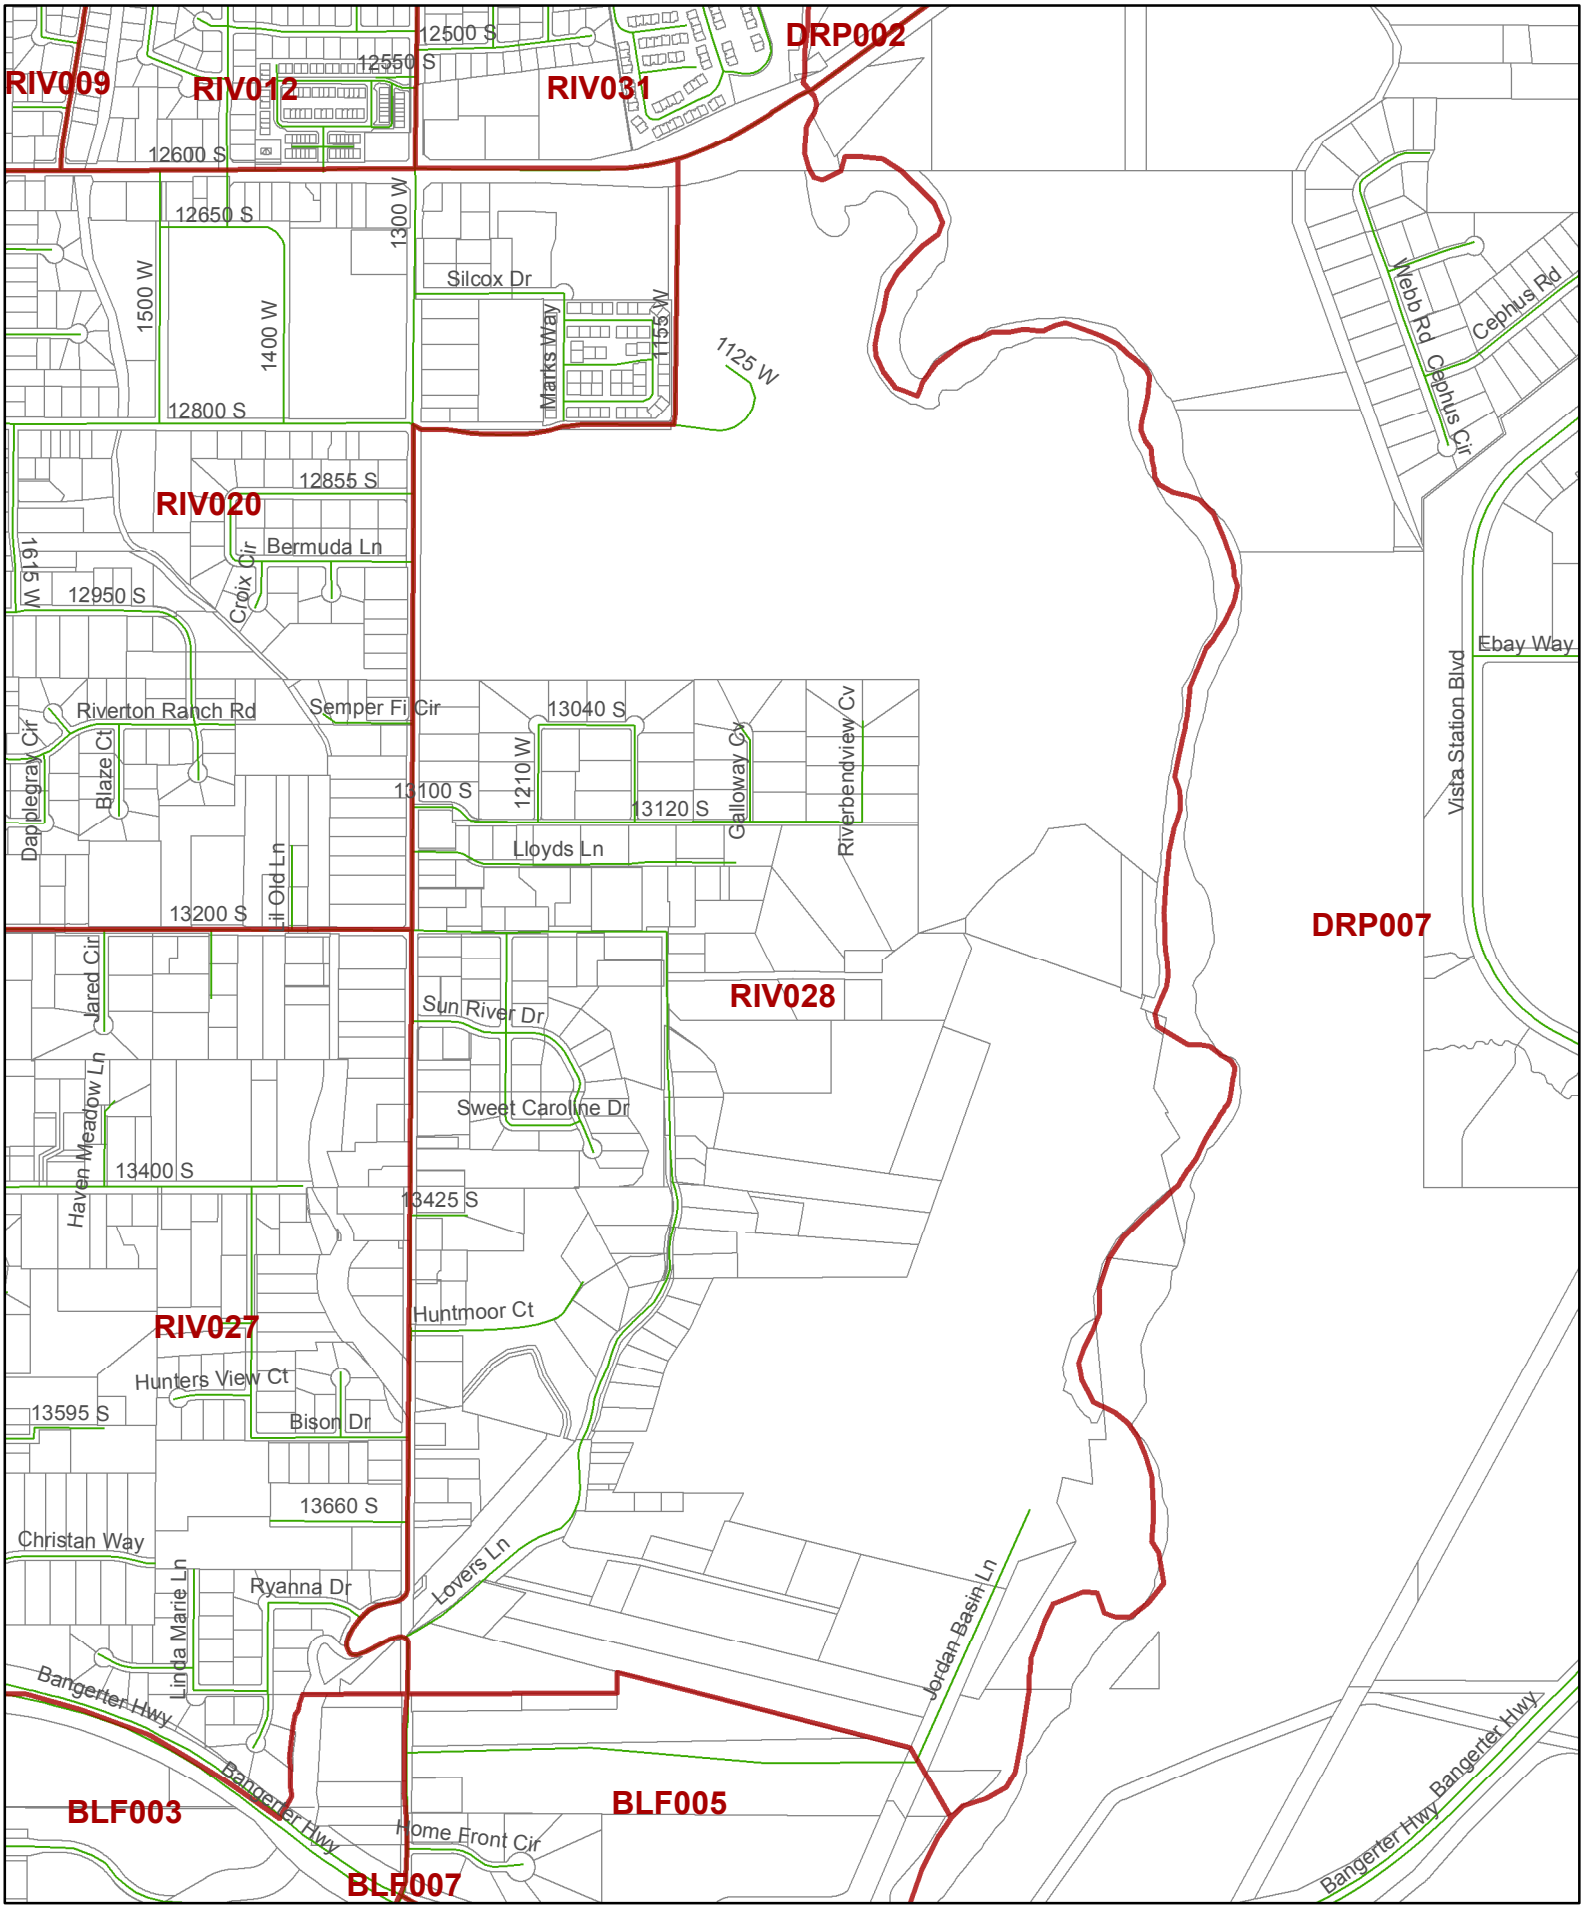 12500 S
DRP002
12550 S
RIV009
RIV012
RIV031
12600 S
12650 S
1300 W
Silcox Dr
1500 W
1400 W
Marks Way
1155 W
1125 W
Webb Rd
Cephus Rd
Cephus Cir
12800 S
12855 S
RIV020
Bermuda Ln
Croix Cir
1615 W
12950 S
Ebay Way
Vista Station Blvd
Riverton Ranch Rd
Semper Fi Cir
13040 S
Dapplegray Cir
Blaze Ct
1210 W
Galloway Cv
Riverbendview Cv
13100 S
13120 S
Lloyds Ln
Lil Old Ln
13200 S
DRP007
Jared Cir
RIV028
Sun River Dr
Haven Meadow Ln
Sweet Caroline Dr
13400 S
13425 S
RIV027
Huntmoor Ct
Hunters View Ct
13595 S
Bison Dr
13660 S
Christan Way
Linda Marie Ln
Ryanna Dr
Lovers Ln
Jordan Basin Ln
Bangerter Hwy
Bangerter Hwy
Bangerter Hwy
Bangerter Hwy
BLF003
BLF005
Home Front Cir
BLF007